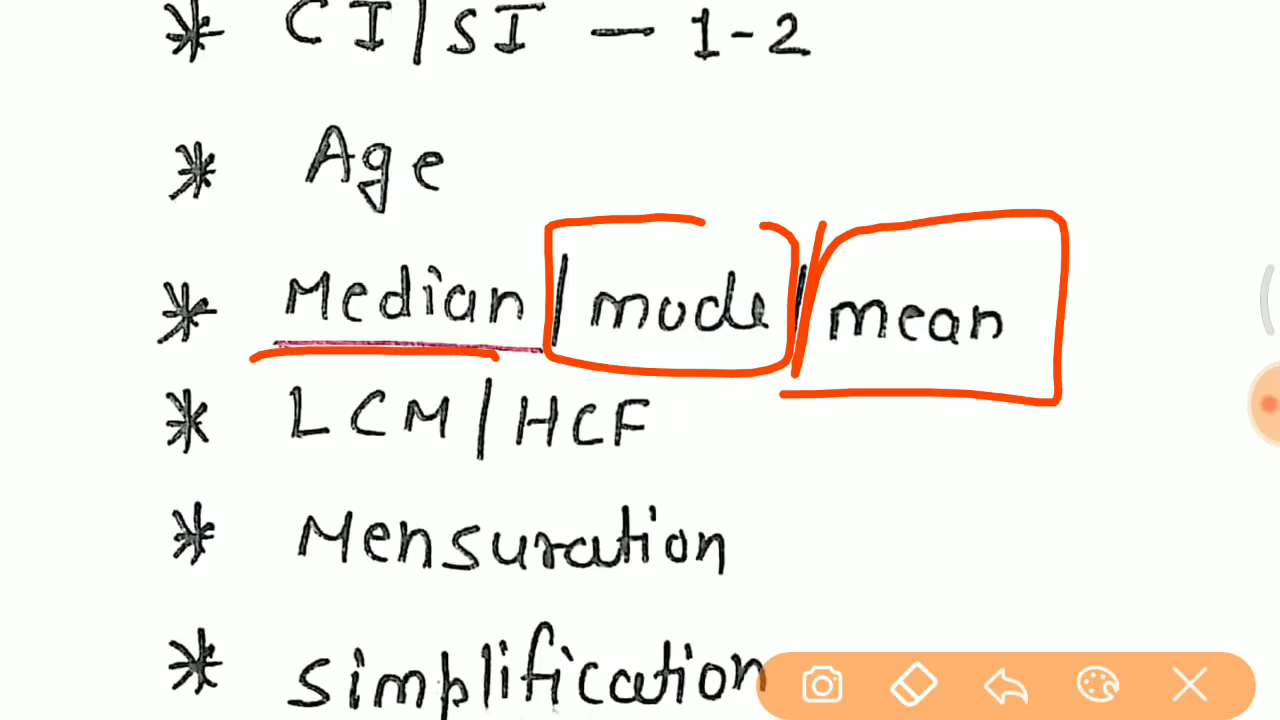 * CI/SI — 1-2
* Age
* Median/mode/mean
* LCM/HCF
* Mensuration
* Simplification